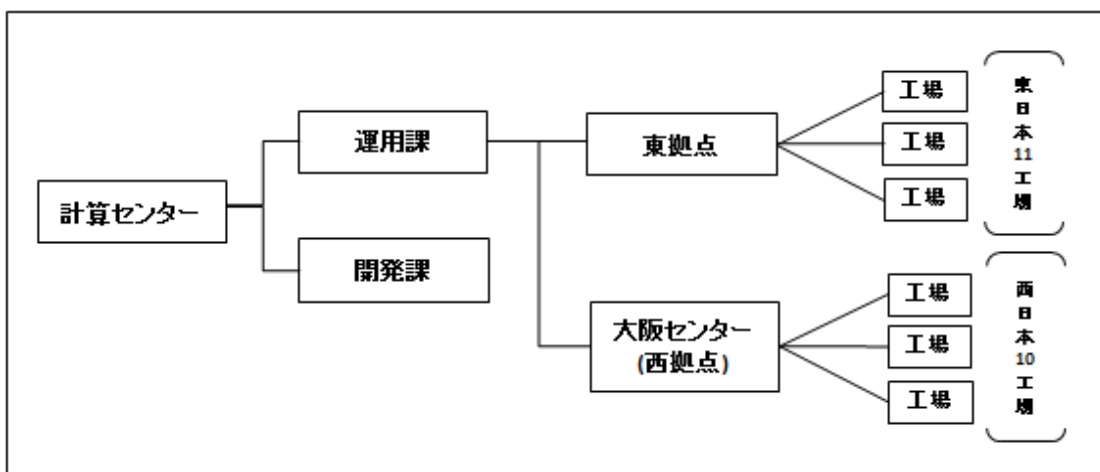 計算センター
運用課
開発課
東拠点
大阪センター
(西拠点)
工場
工場
工場
東日本11工場
工場
工場
工場
西日本10工場